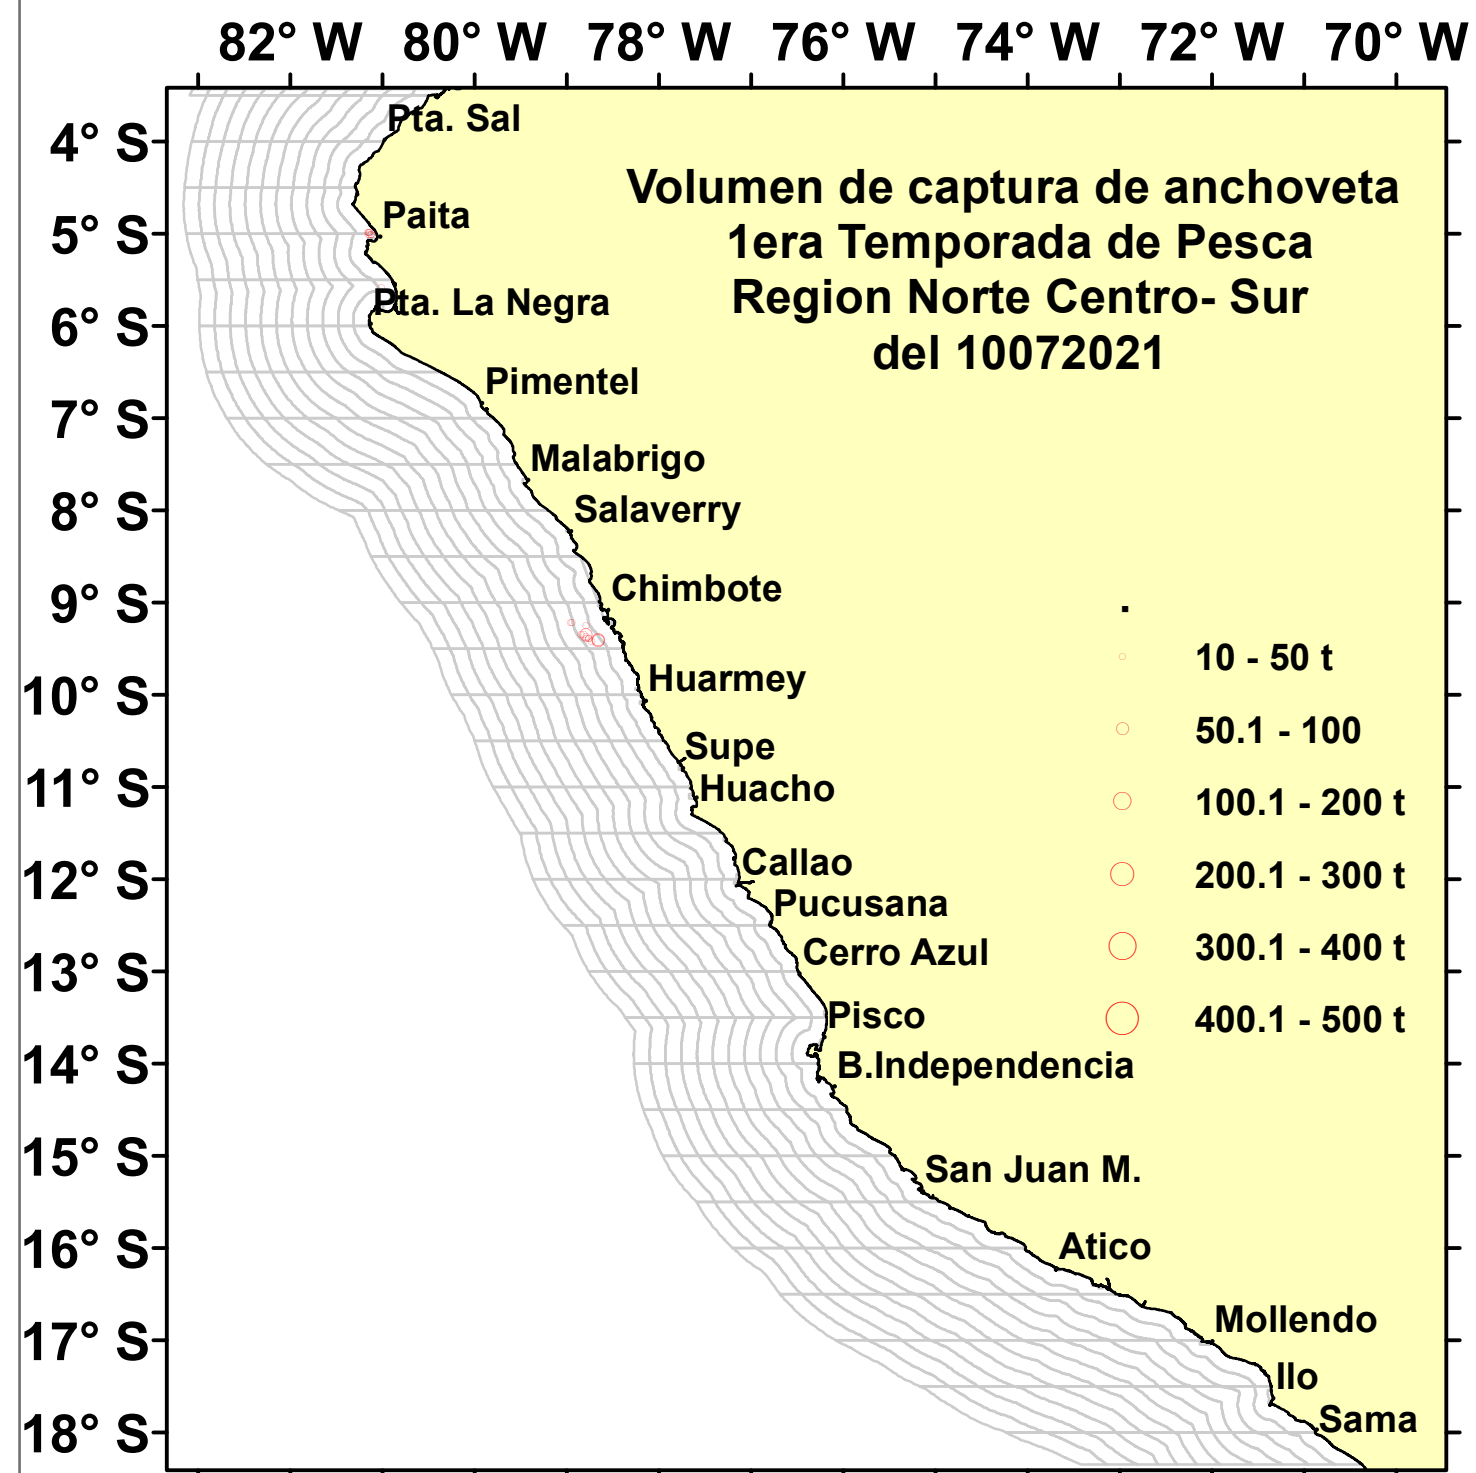 82° W 80° W 78° W 76° W 74° W 72° W 70° W
Pta. Sal
4° S
Volumen de captura de anchoveta
Paita
5° S
1era Temporada de Pesca
Region Norte Centro- Sur
Pta. La Negra
6° S
del 10072021
Pimentel
7° S
Malabrigo
8° S
Salaverry
Chimbote
9° S
.
10 - 50 t
Huarmey
10° S
50.1 - 100
Supe
11° S
Huacho
100.1 - 200 t
Callao
12° S
200.1 - 300 t
Pucusana
Cerro Azul
300.1 - 400 t
13° S
Pisco
400.1 - 500 t
14° S
B.Independencia
15° S
San Juan M.
16° S
Atico
Mollendo
17° S
Ilo
Sama
18° S